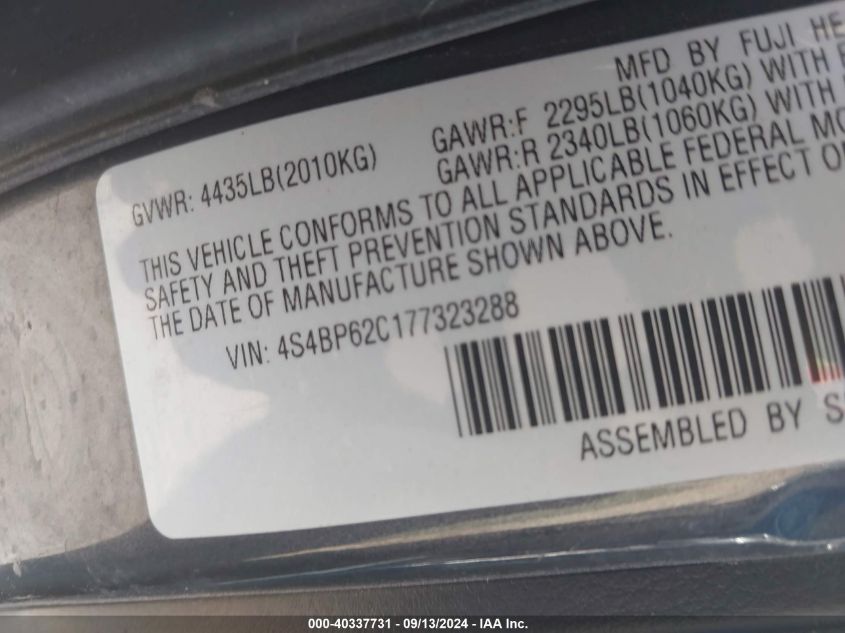 MFD BY FUJI HE
GVWR: 4435LB(2010KG)
GAWR:F 2295LB(1040KG) WITH
GAWR:R 2340LB(1060KG) WITH
THIS VEHICLE CONFORMS TO ALL APPLICABLE FEDERAL MO
SAFETY AND THEFT PREVENTION STANDARDS IN EFFECT O
THE DATE OF MANUFACTURE SHOWN ABOVE.
VIN: 4S4BP62C177323288
ASSEMBLED BY S
000-40337731 - 09/13/2024 - IAA Inc.